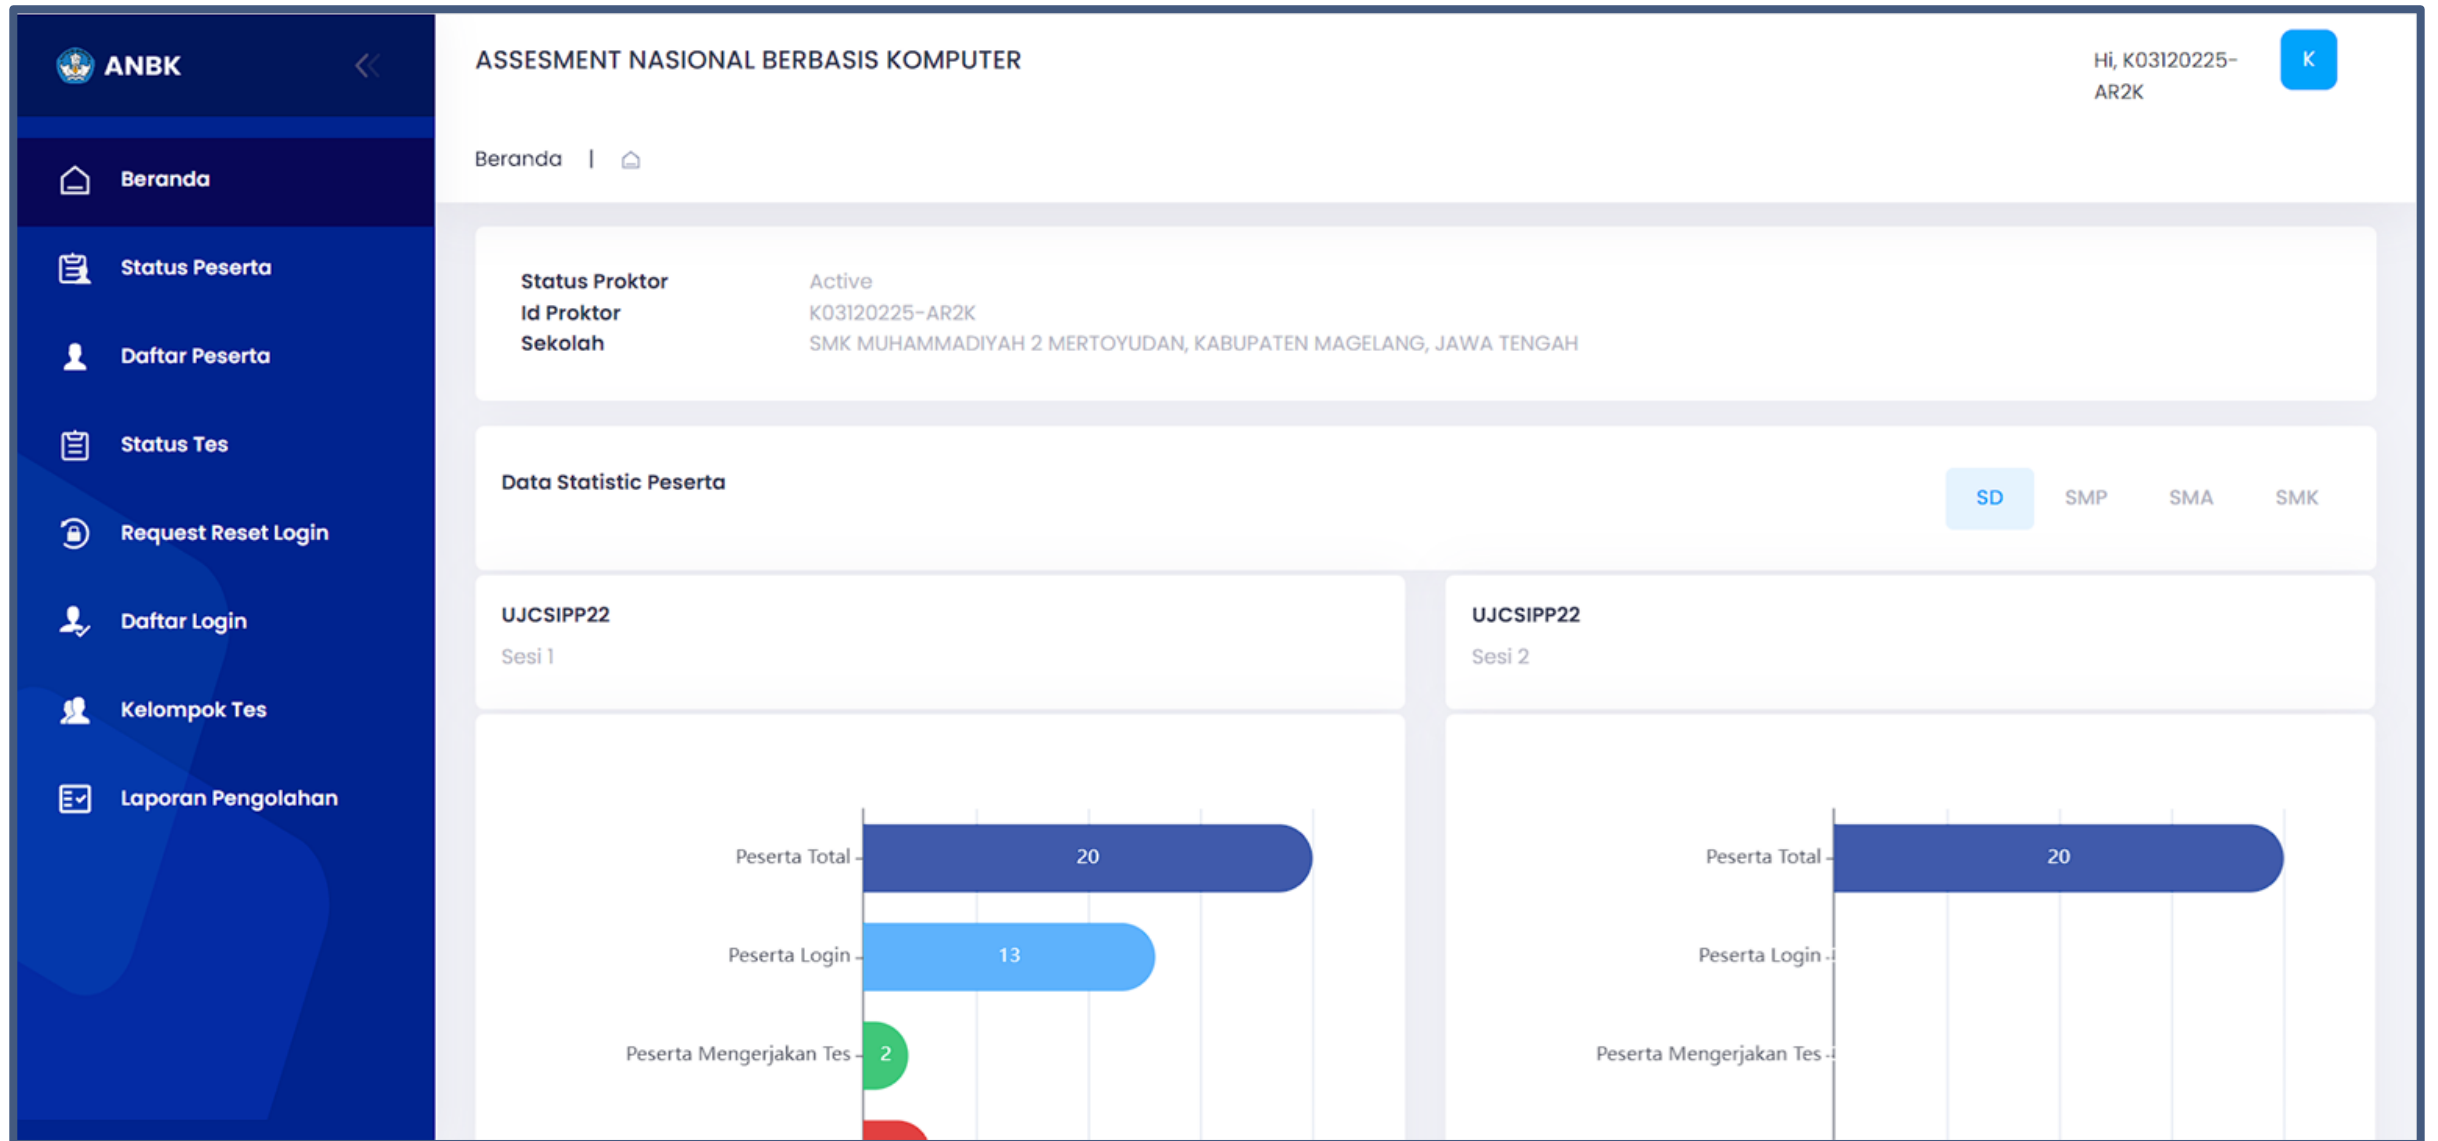 ANBK
Beranda
Status Peserta
Daftar Peserta
Status Tes
Request Reset Login
Daftar Login
Kelompok Tes
Laporan Pengolahan
ASSESMENT NASIONAL BERBASIS KOMPUTER
Hi, K03120225-
AR2K
K
Beranda |
Status Proktor Active
Id Proktor K03120225-AR2K
Sekolah SMK MUHAMMADIYAH 2 MERTOYUDAN, KABUPATEN MAGELANG, JAWA TENGAH
Data Statistic Peserta
SD SMP SMA SMK
UJCSIPP22
Sesi 1
Peserta Total 20
Peserta Login 13
Peserta Mengerjakan Tes 2
UJCSIPP22
Sesi 2
Peserta Total 20
Peserta Login
Peserta Mengerjakan Tes